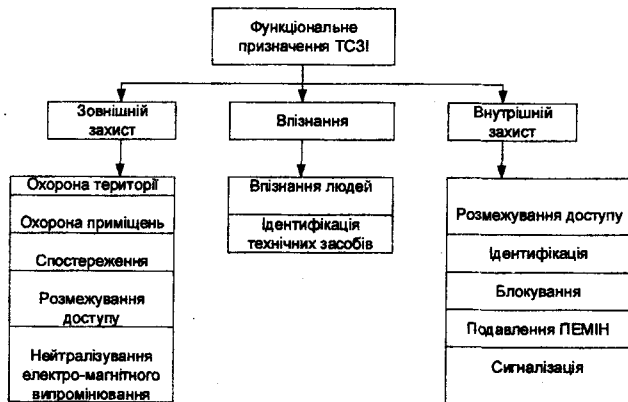 Функціональне
призначення ТСЗІ
Зовнішній
захист
Впізнання
Внутрішній
захист
Охорона території
Охорона приміщень
Спостереження
Розмежування
доступу
Нейтралізування
електро-магнітного
випромінювання
Впізнання людей
Ідентифікація
технічних засобів
Розмежування доступу
Ідентифікація
Блокування
Подавлення ПЕМІН
Сигналізація